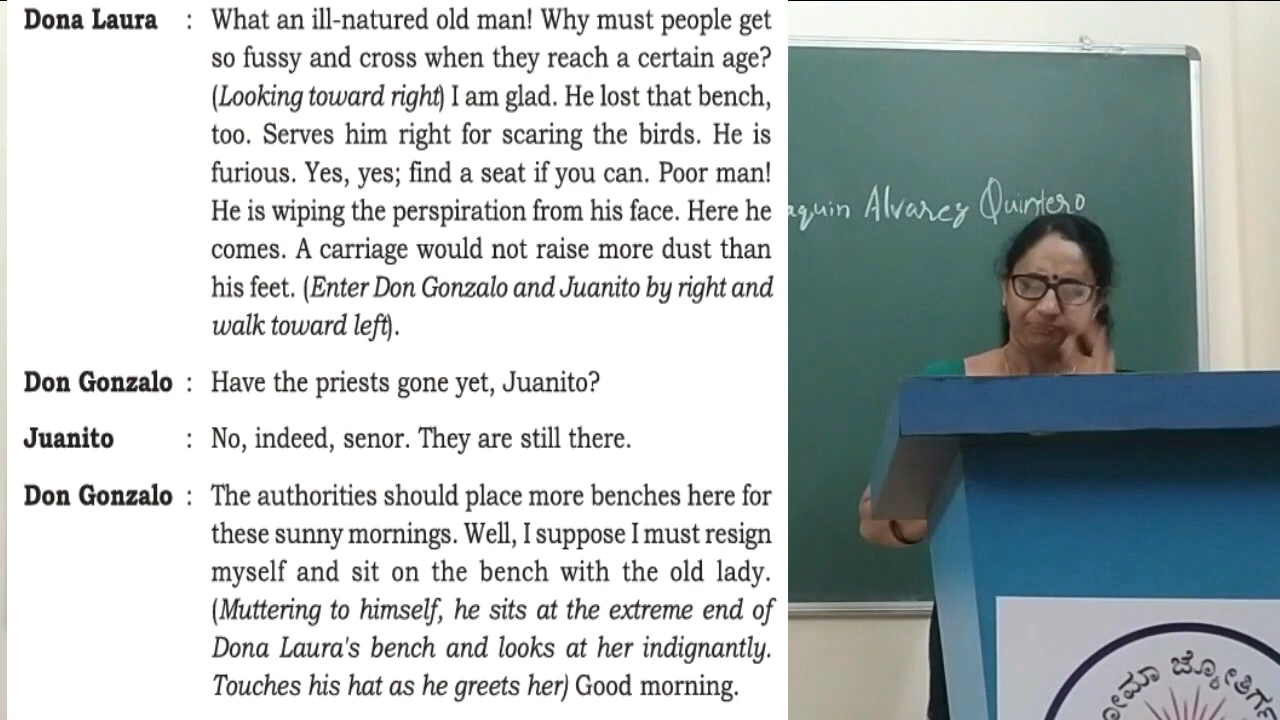 Dona Laura : What an ill-natured old man! Why must people get
so fussy and cross when they reach a certain age?
(Looking toward right) I am glad. He lost that bench,
too. Serves him right for scaring the birds. He is
furious. Yes, yes; find a seat if you can. Poor man!
He is wiping the perspiration from his face. Here he
comes. A carriage would not raise more dust than
his feet. (Enter Don Gonzalo and Juanito by right and
walk toward left).
Don Gonzalo : Have the priests gone yet, Juanito?
Juanito : No, indeed, senor. They are still there.
Don Gonzalo : The authorities should place more benches here for
these sunny mornings. Well, I suppose I must resign
myself and sit on the bench with the old lady.
(Muttering to himself, he sits at the extreme end of
Dona Laura's bench and looks at her indignantly.
Touches his hat as he greets her) Good morning.
aquin Alvarez Quintero